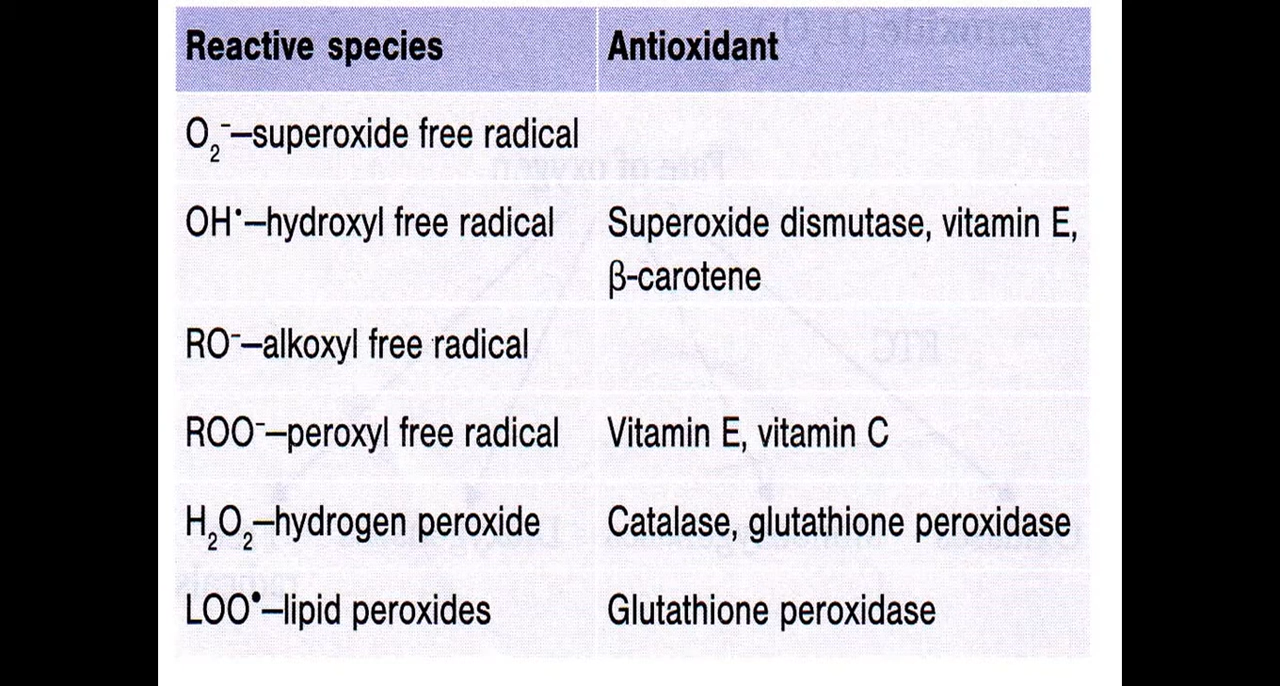 Reactive species Antioxidant
O₂⁻–superoxide free radical
OH•–hydroxyl free radical Superoxide dismutase, vitamin E,
β-carotene
RO⁻–alkoxyl free radical
ROO⁻–peroxyl free radical Vitamin E, vitamin C
H₂O₂–hydrogen peroxide Catalase, glutathione peroxidase
LOO•–lipid peroxides Glutathione peroxidase